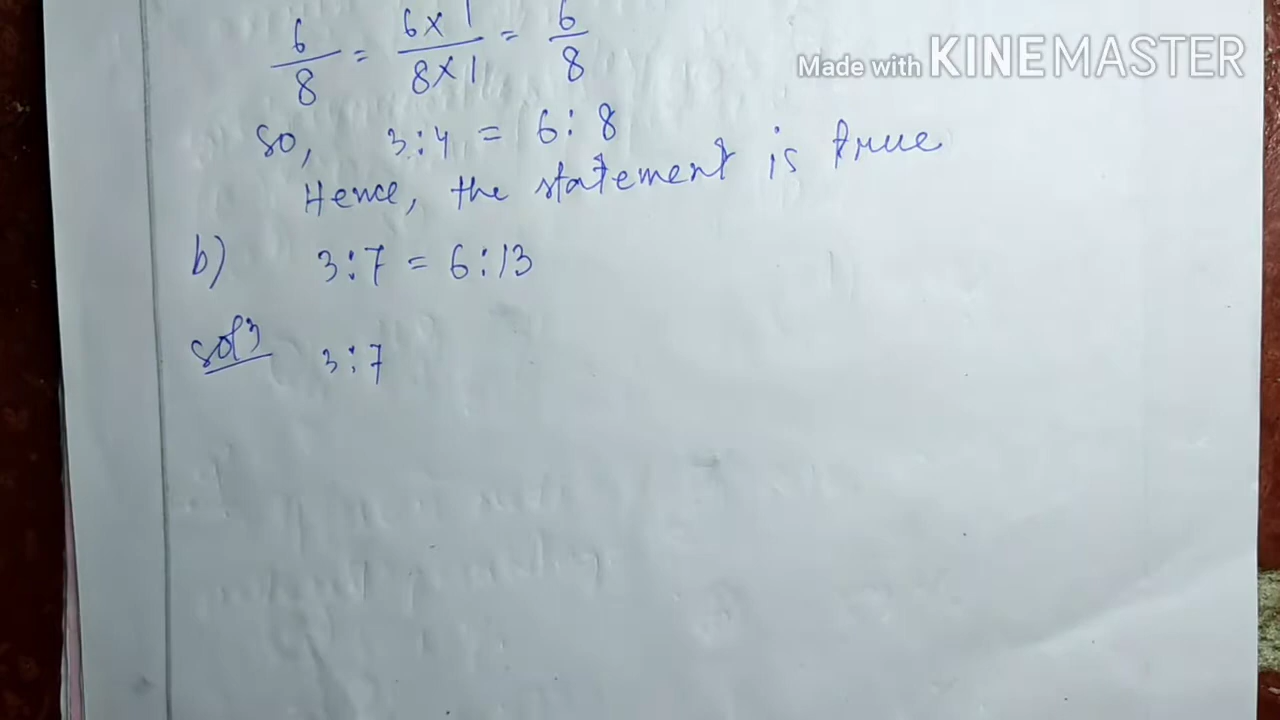 6/8 = 6×1/8×1 = 6/8
Made with KINEMASTER
So, 3:4 = 6:8
Hence, the statement is true
b) 3:7 = 6:13
Sol³ 3:7